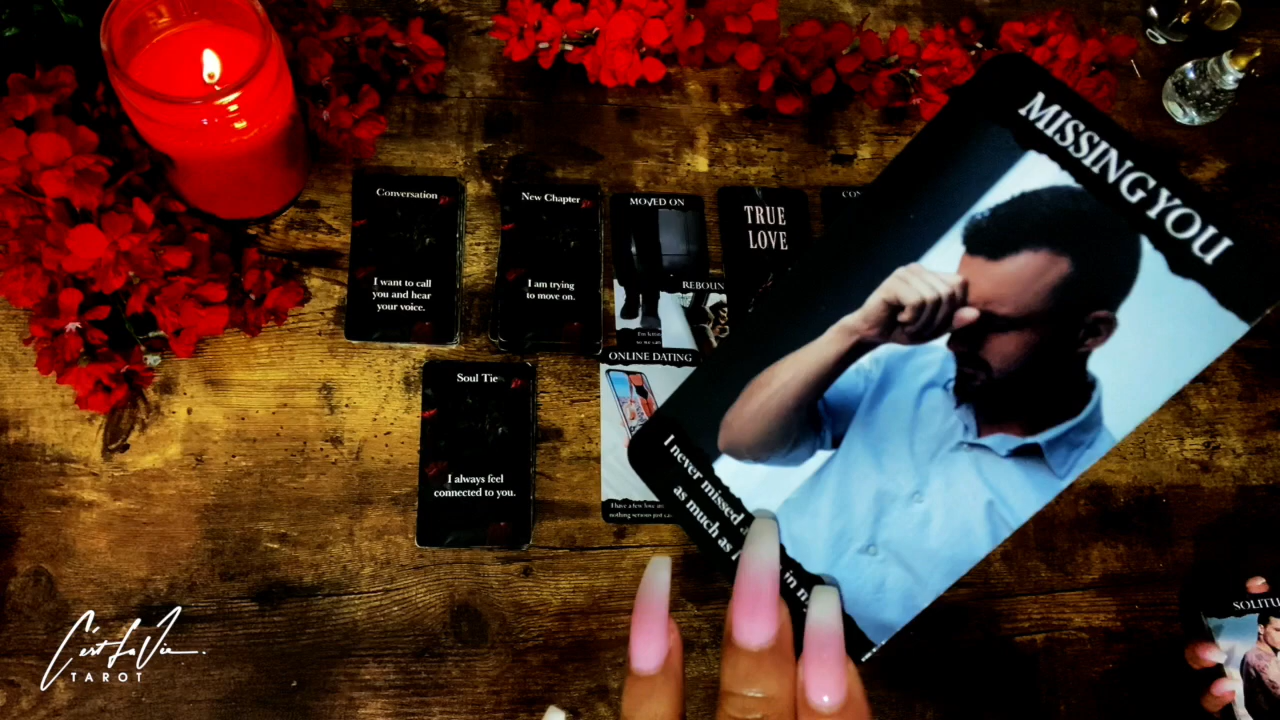 Conversation
I want to call
you and hear
your voice.
New Chapter
I am trying
to move on.
MOVED ON
TRUE
LOVE
REBOUN
ONLINE DATING
Soul Tie
I always feel
connected to you.
MISSING YOU
I never missed
as much as
in
SOLITU
C'est La Vie
TAROT